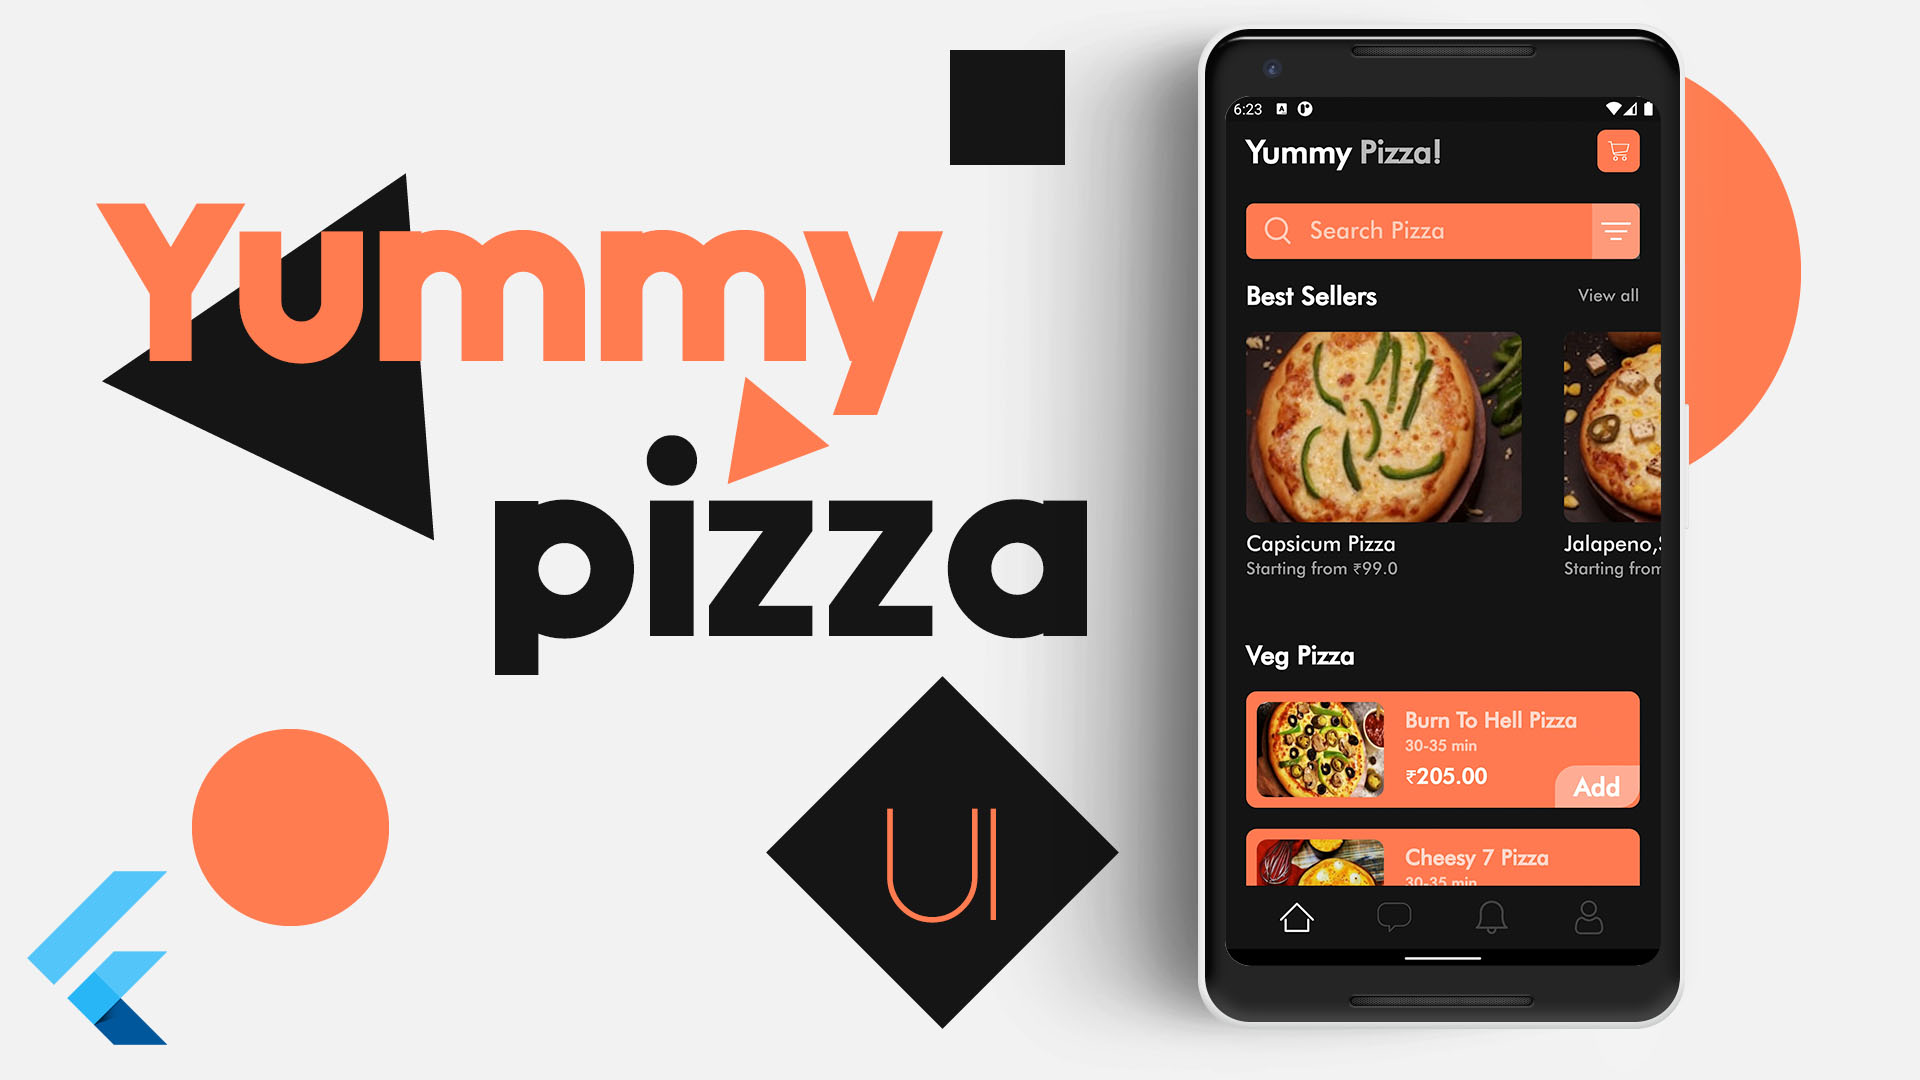 Yummy
pizza
UI
6:23
Yummy Pizza!
Search Pizza
Best Sellers
View all
Capsicum Pizza
Starting from ₹99.0
Jalapeno,
Starting from
Veg Pizza
Burn To Hell Pizza
30-35 min
₹205.00
Add
Cheesy 7 Pizza
30-35 min